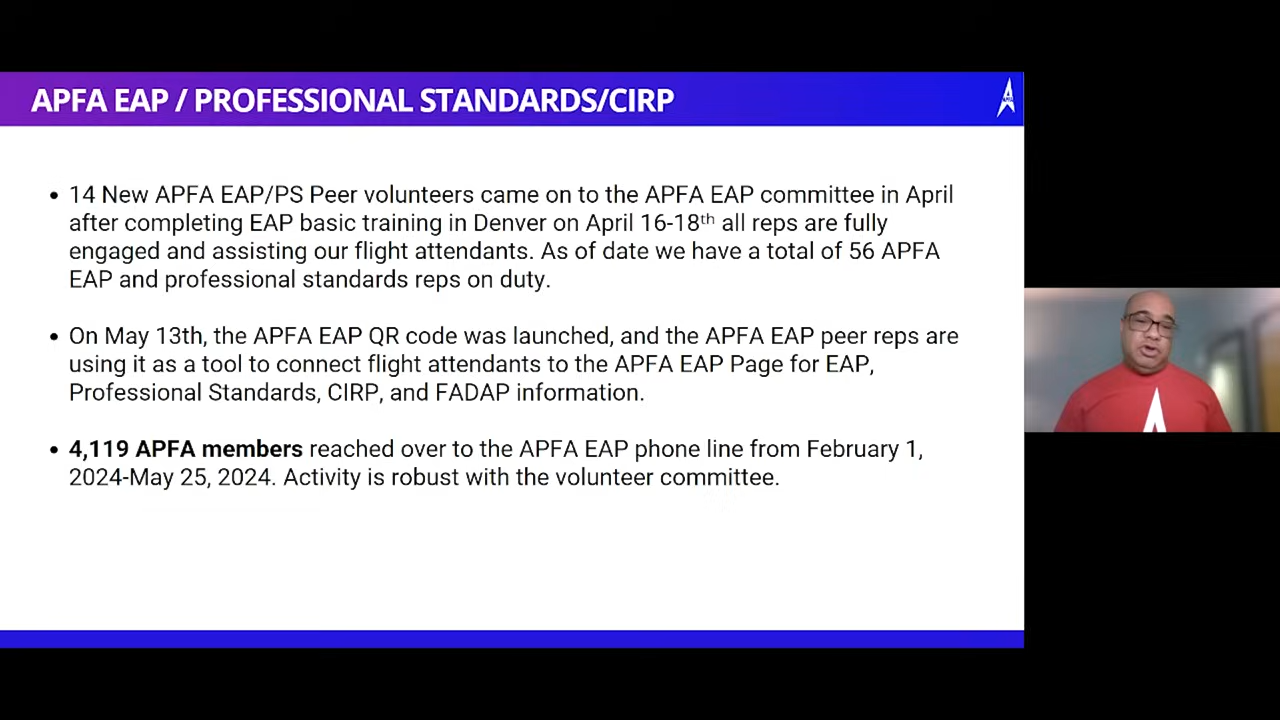 APFA EAP / PROFESSIONAL STANDARDS/CIRP
• 14 New APFA EAP/PS Peer volunteers came on to the APFA EAP committee in April
after completing EAP basic training in Denver on April 16-18th all reps are fully
engaged and assisting our flight attendants. As of date we have a total of 56 APFA
EAP and professional standards reps on duty.
• On May 13th, the APFA EAP QR code was launched, and the APFA EAP peer reps are
using it as a tool to connect flight attendants to the APFA EAP Page for EAP,
Professional Standards, CIRP, and FADAP information.
• 4,119 APFA members reached over to the APFA EAP phone line from February 1,
2024-May 25, 2024. Activity is robust with the volunteer committee.